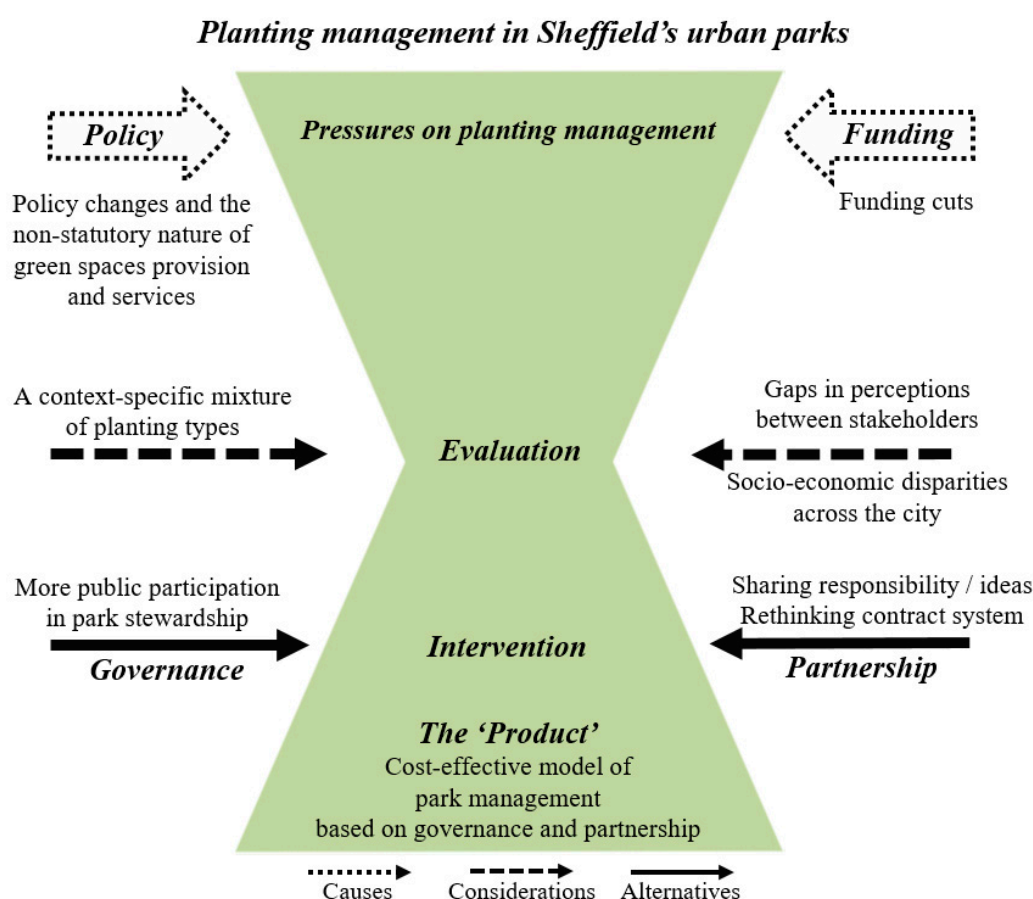 Planting management in Sheffield's urban parks
Policy
Pressures on planting management
Funding
Policy changes and the
non-statutory nature of
green spaces provision
and services
Funding cuts
A context-specific mixture
of planting types
Evaluation
Gaps in perceptions
between stakeholders
Socio-economic disparities
across the city
More public participation
in park stewardship
Governance
Intervention
Sharing responsibility / ideas
Rethinking contract system
Partnership
The ‘Product’
Cost-effective model of
park management
based on governance and partnership
Causes
Considerations
Alternatives